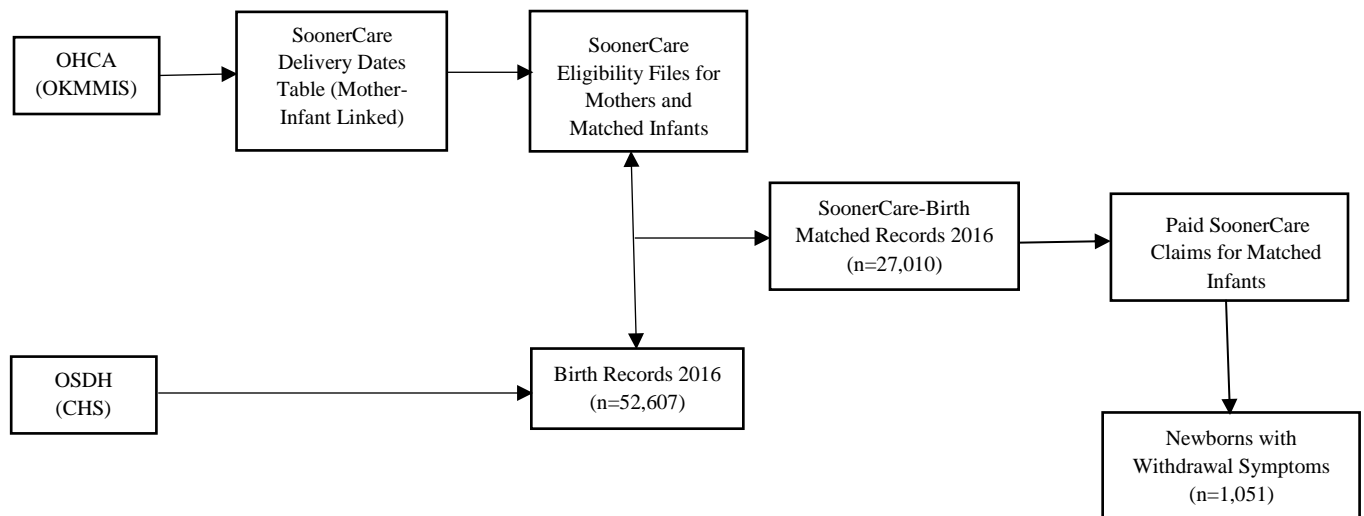 OHCA
(OKMMIS)
SoonerCare
Delivery Dates
Table (Mother-
Infant Linked)
SoonerCare
Eligibility Files for
Mothers and
Matched Infants
SoonerCare-Birth
Matched Records 2016
(n=27,010)
Paid SoonerCare
Claims for Matched
Infants
OSDH
(CHS)
Birth Records 2016
(n=52,607)
Newborns with
Withdrawal Symptoms
(n=1,051)